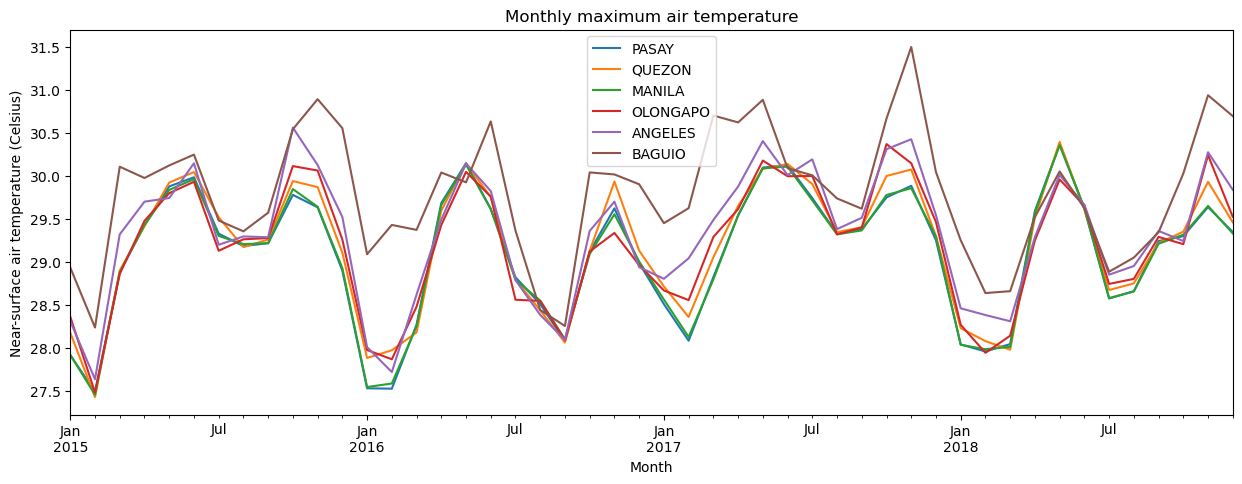 Monthly maximum air temperature
PASAY
QUEZON
MANILA
OLONGAPO
ANGELES
BAGUIO
Near-surface air temperature (Celsius)
31.5
31.0
30.5
30.0
29.5
29.0
28.5
28.0
27.5
Jan Jul Jan Jul Jan Jul Jan Jul
2015 2016 2017 2018
Month